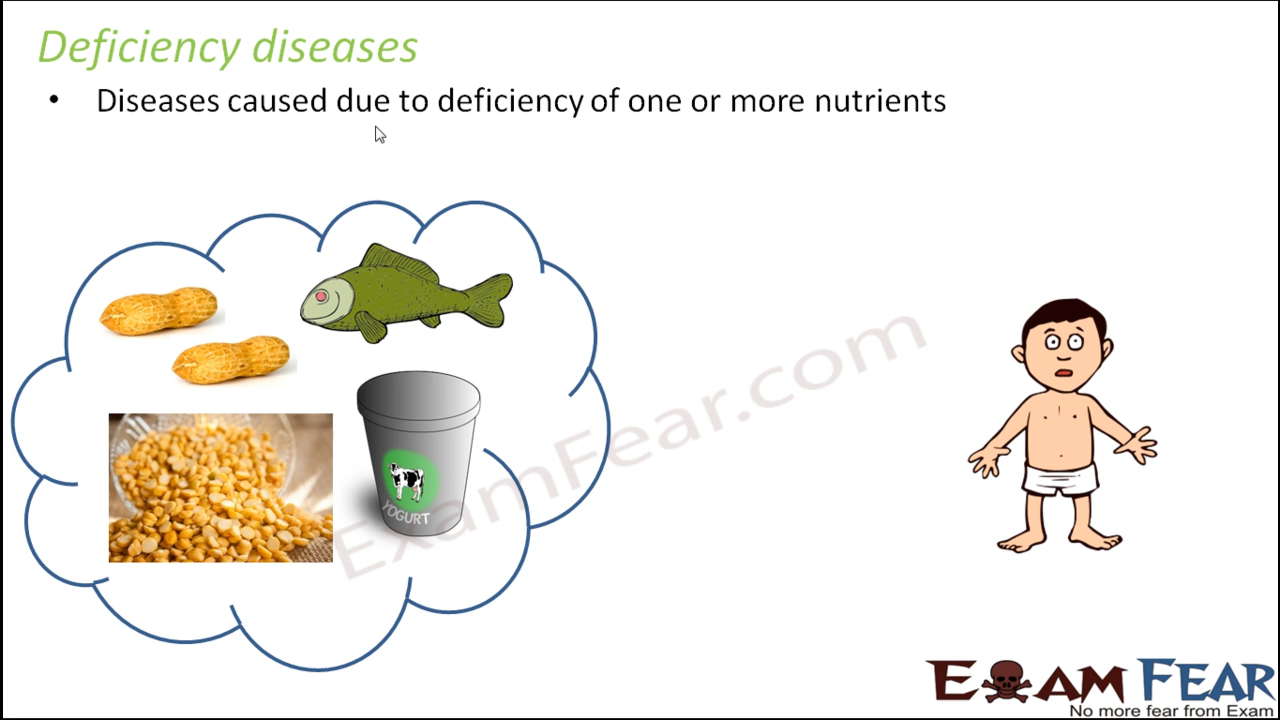 Deficiency diseases
• Diseases caused due to deficiency of one or more nutrients
YOGURT
ExamFear.com
EXAM FEAR
No more fear from Exam